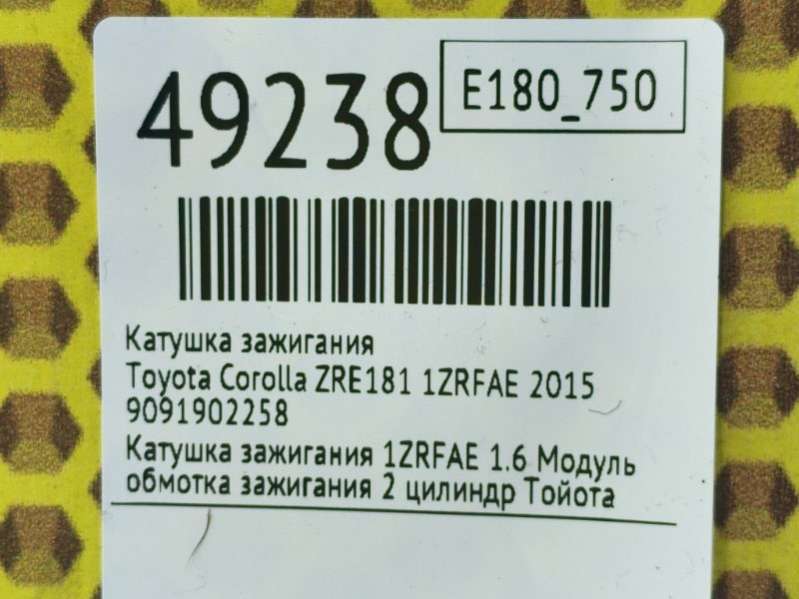 49238
E180_750
Катушка зажигания
Toyota Corolla ZRE181 1ZRFAE 2015
9091902258
Катушка зажигания 1ZRFAE 1.6 Модуль
обмотка зажигания 2 цилиндр Тойота